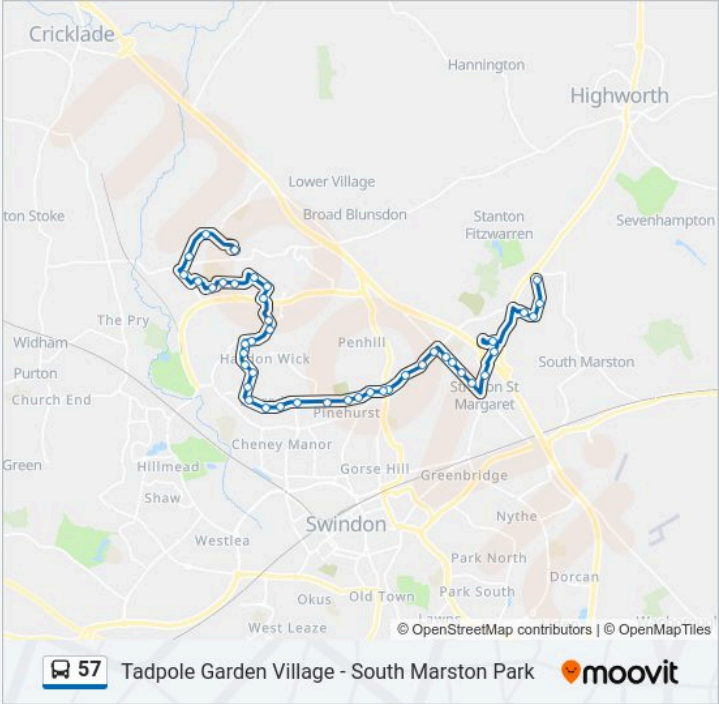 Cricklade
Hannington
Highworth
Lower Village
Broad Blunsdon
ton Stoke
Stanton
Fitzwarren
Sevenhampton
The Pry
Widham
Purton
Church End
Penhill
South Marston
Margaret
Pinehurst
Cheney Manor
Green
Hillmead
Gorse Hill
Greenbridge
Shaw
Swindon
Nythe
Westlea
Park North
Dorcan
Park South
Okus
Old Town
West Leaze
© OpenStreetMap contributors | © OpenMapTiles
57 Tadpole Garden Village - South Marston Park moovit